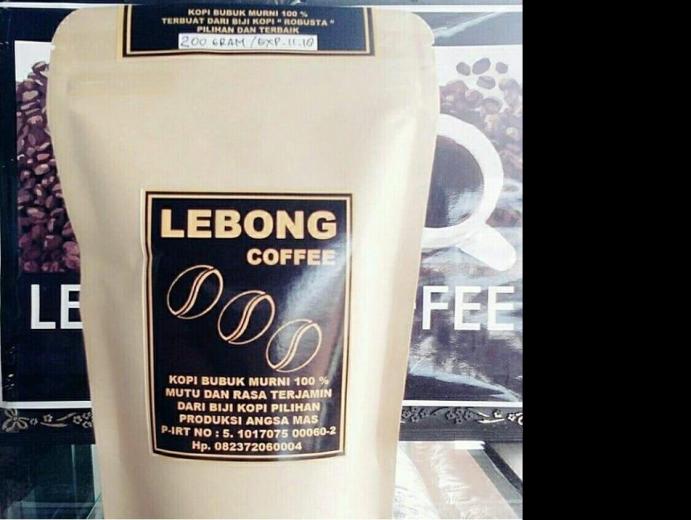 KOPI BUBUK MURNI 100 %
TERBUAT DARI BIJI KOPI " ROBUSTA "
PILIHAN DAN TERBAIK
200 GRAM / EXP.11.18
LEBONG
COFFEE
KOPI BUBUK MURNI 100 %
MUTU DAN RASA TERJAMIN
DARI BIJI KOPI PILIHAN
PRODUKSI ANGSA MAS
P-IRT NO : 5. 1017075 00060-2
Hp. 082372060004
LE
FFEE